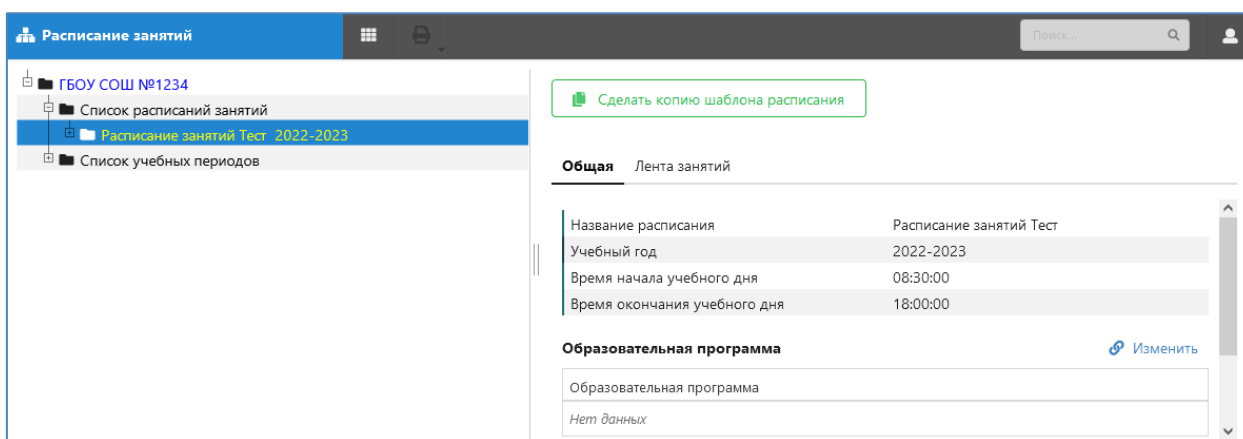 Расписание занятий
Поиск...
ГБОУ СОШ №1234
Список расписаний занятий
Расписание занятий Тест 2022-2023
Список учебных периодов
Сделать копию шаблона расписания
Общая Лента занятий
Название расписания Расписание занятий Тест
Учебный год 2022-2023
Время начала учебного дня 08:30:00
Время окончания учебного дня 18:00:00
Образовательная программа Изменить
Образовательная программа
Нет данных